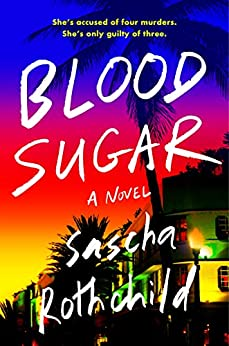 She's accused of four murders.
She's only guilty of three.
BLOOD
SUGAR
A NOVEL
Sascha
Rothchild